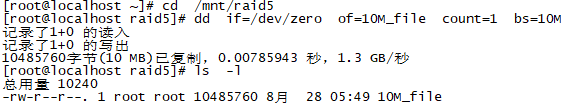 [root@localhost ~]# cd  /mnt/raid5
[root@localhost raid5]# dd  if=/dev/zero  of=10M_file  count=1  bs=10M
记录了1+0 的读入
记录了1+0 的写出
10485760字节(10 MB)已复制，0.00785943 秒，1.3 GB/秒
[root@localhost raid5]# ls  -l
总用量 10240
-rw-r--r--. 1 root root 10485760 8月  28 05:49 10M_file